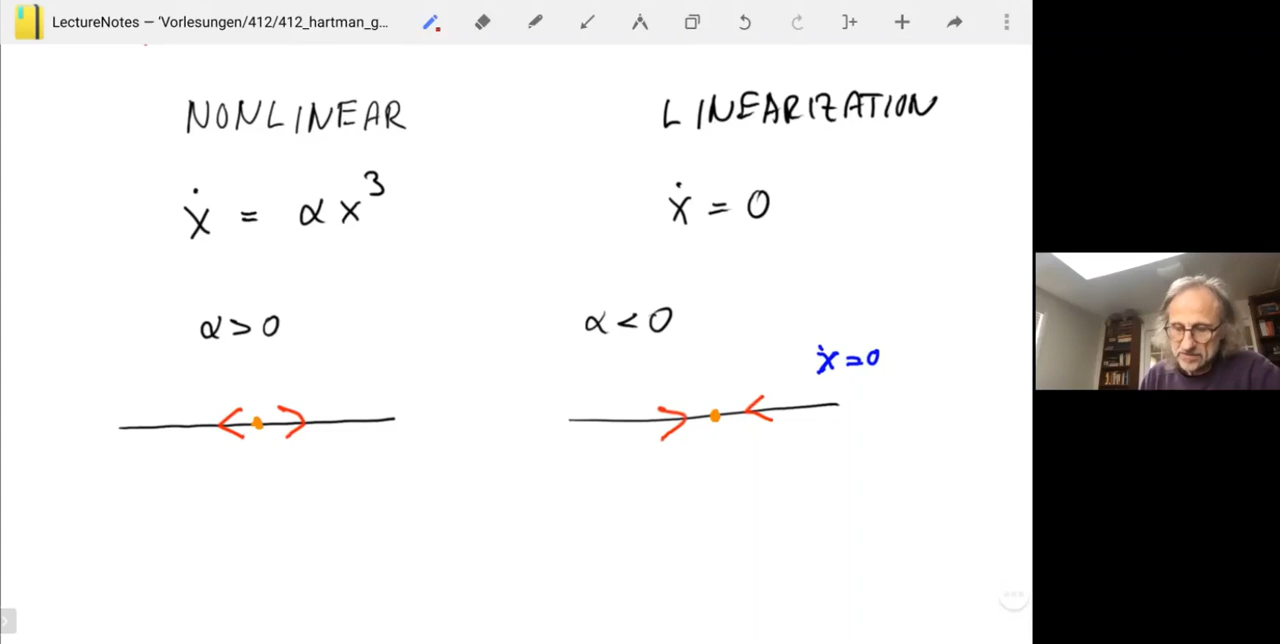 LectureNotes — 'Vorlesungen/412/412_hartman_g...
NONLINEAR
LINEARIZATION
ẋ = αx³
ẋ = 0
α > 0
α < 0
ẋ = 0